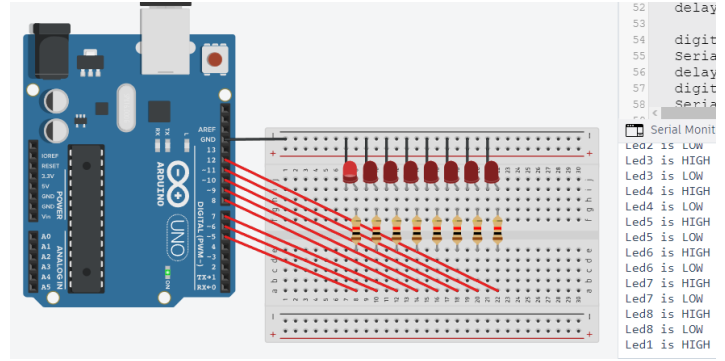 L
TX
RX
AREF
GND
13
12
~11
~10
~9
8
7
~6
~5
4
~3
2
TX→1
RX←0
DIGITAL (PWM~)
ARDUINO
UNO
ON
IOREF
RESET
3.3V
5V
GND
GND
Vin
POWER
A0
A1
A2
A3
A4
A5
ANALOG IN
52 delay
53
54 digit
55 Seria
56 delay
57 digit
58 Seria
Serial Monit
Led2 is LOW
Led3 is HIGH
Led3 is LOW
Led4 is HIGH
Led4 is LOW
Led5 is HIGH
Led5 is LOW
Led6 is HIGH
Led6 is LOW
Led7 is HIGH
Led7 is LOW
Led8 is HIGH
Led8 is LOW
Led1 is HIGH